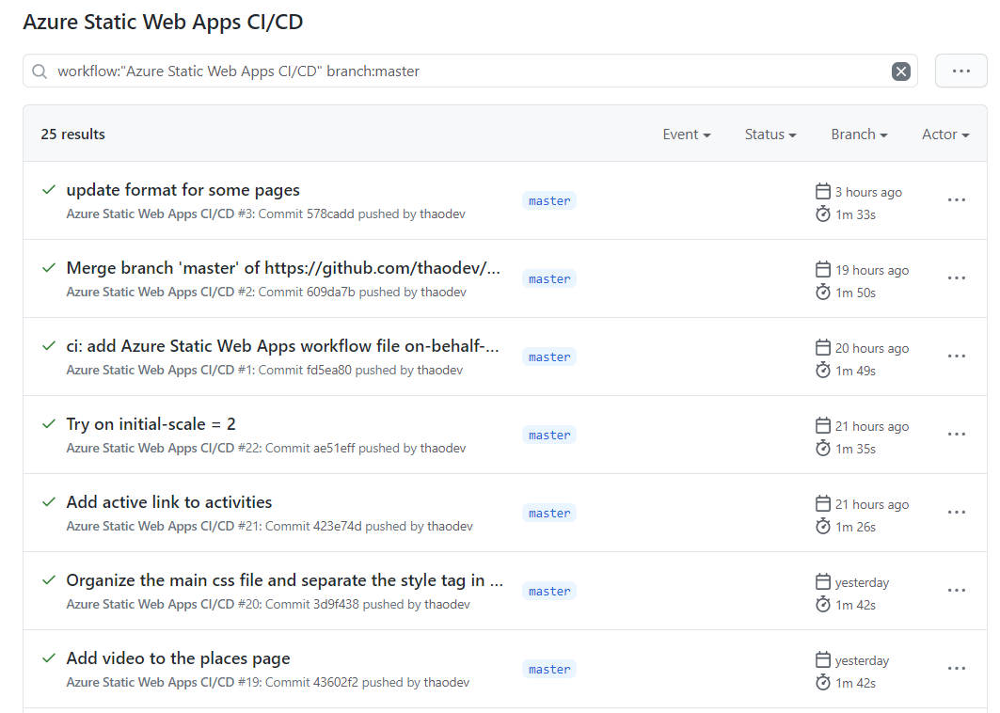 Azure Static Web Apps CI/CD
workflow:"Azure Static Web Apps CI/CD" branch:master
25 results Event Status Branch Actor
update format for some pages
Azure Static Web Apps CI/CD #3: Commit 578cadd pushed by thaodev
master
3 hours ago
1m 33s
Merge branch 'master' of https://github.com/thaodev/...
Azure Static Web Apps CI/CD #2: Commit 609da7b pushed by thaodev
master
19 hours ago
1m 50s
ci: add Azure Static Web Apps workflow file on-behalf-...
Azure Static Web Apps CI/CD #1: Commit fd5ea80 pushed by thaodev
master
20 hours ago
1m 49s
Try on initial-scale = 2
Azure Static Web Apps CI/CD #22: Commit ae51eff pushed by thaodev
master
21 hours ago
1m 35s
Add active link to activities
Azure Static Web Apps CI/CD #21: Commit 423e74d pushed by thaodev
master
21 hours ago
1m 26s
Organize the main css file and separate the style tag in ...
Azure Static Web Apps CI/CD #20: Commit 3d9f438 pushed by thaodev
master
yesterday
1m 42s
Add video to the places page
Azure Static Web Apps CI/CD #19: Commit 43602f2 pushed by thaodev
master
yesterday
1m 42s